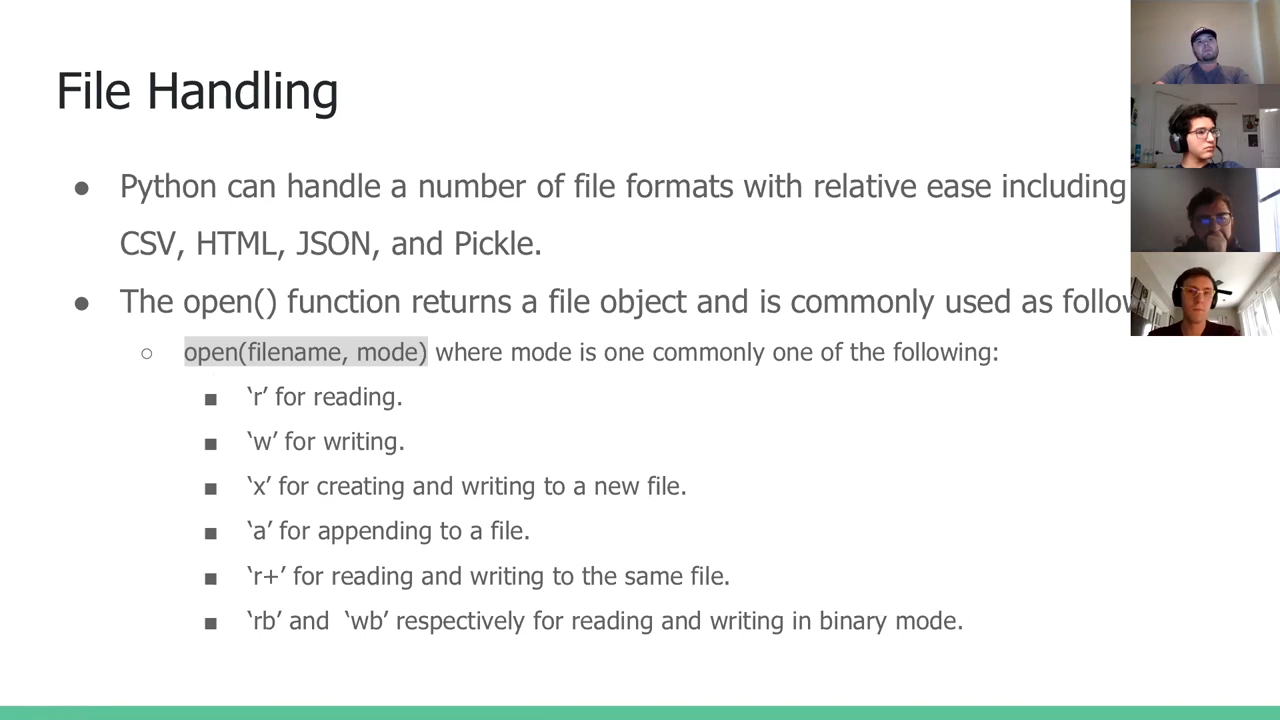 File Handling
● Python can handle a number of file formats with relative ease including
CSV, HTML, JSON, and Pickle.
● The open() function returns a file object and is commonly used as follow
○ open(filename, mode) where mode is one commonly one of the following:
■ ‘r’ for reading.
■ ‘w’ for writing.
■ ‘x’ for creating and writing to a new file.
■ ‘a’ for appending to a file.
■ ‘r+’ for reading and writing to the same file.
■ ‘rb’ and ‘wb’ respectively for reading and writing in binary mode.